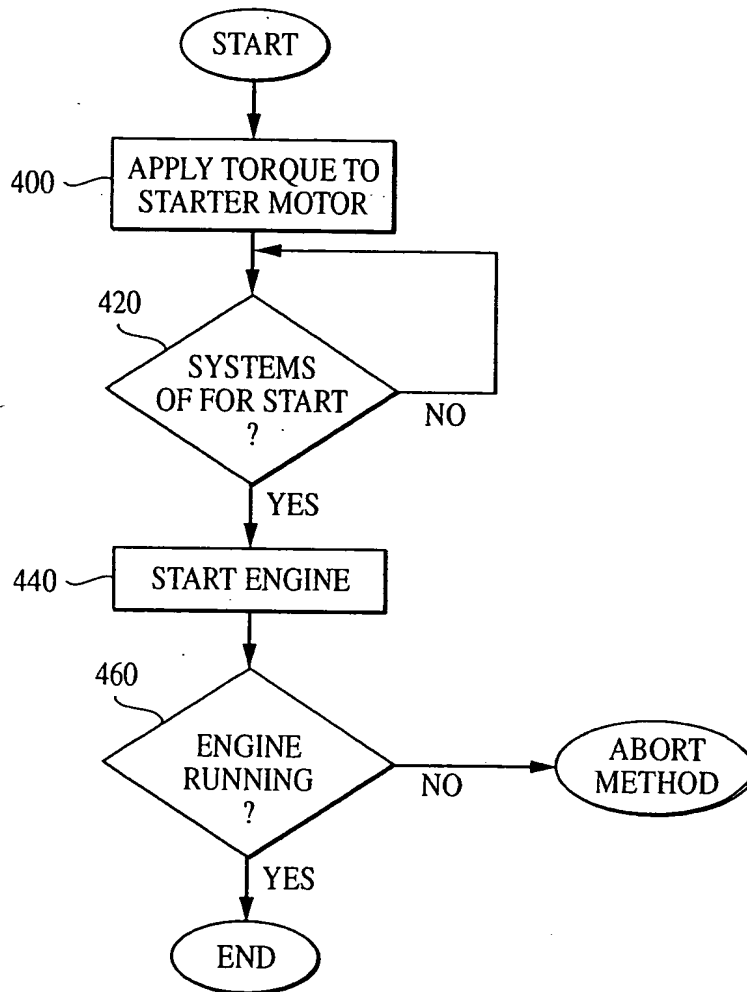 START
400
APPLY TORQUE TO
STARTER MOTOR
420
SYSTEMS
OF FOR START
?
NO
YES
440
START ENGINE
460
ENGINE
RUNNING
?
NO
ABORT
METHOD
YES
END